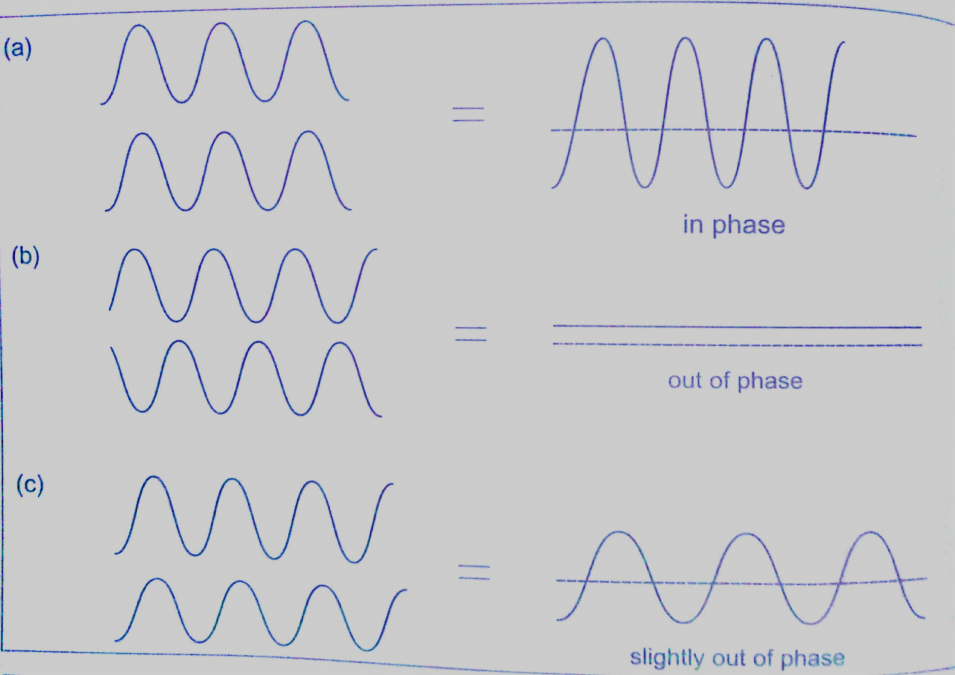 (a)
in phase
(b)
out of phase
(c)
slightly out of phase